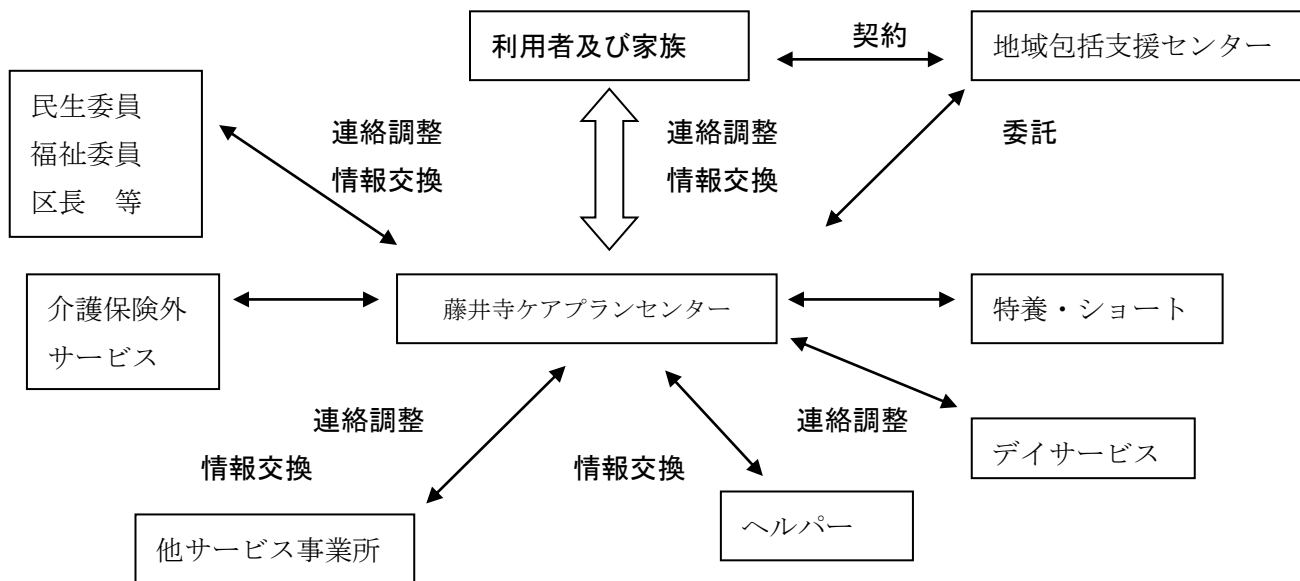 利用者及び家族
契約
地域包括支援センター
民生委員
福祉委員
区長　等
連絡調整
情報交換
連絡調整
情報交換
委託
介護保険外
サービス
藤井寺ケアプランセンター
特養・ショート
連絡調整
情報交換
情報交換
連絡調整
デイサービス
他サービス事業所
ヘルパー